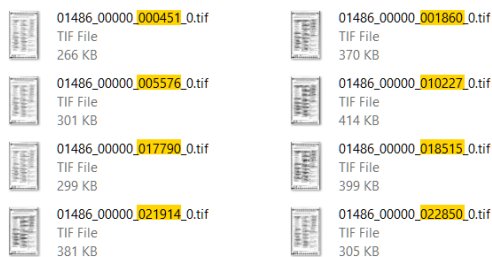 01486_00000_000451_0.tif
TIF File
266 KB
01486_00000_001860_0.tif
TIF File
370 KB
01486_00000_005576_0.tif
TIF File
301 KB
01486_00000_010227_0.tif
TIF File
414 KB
01486_00000_017790_0.tif
TIF File
299 KB
01486_00000_018515_0.tif
TIF File
399 KB
01486_00000_021914_0.tif
TIF File
381 KB
01486_00000_022850_0.tif
TIF File
305 KB